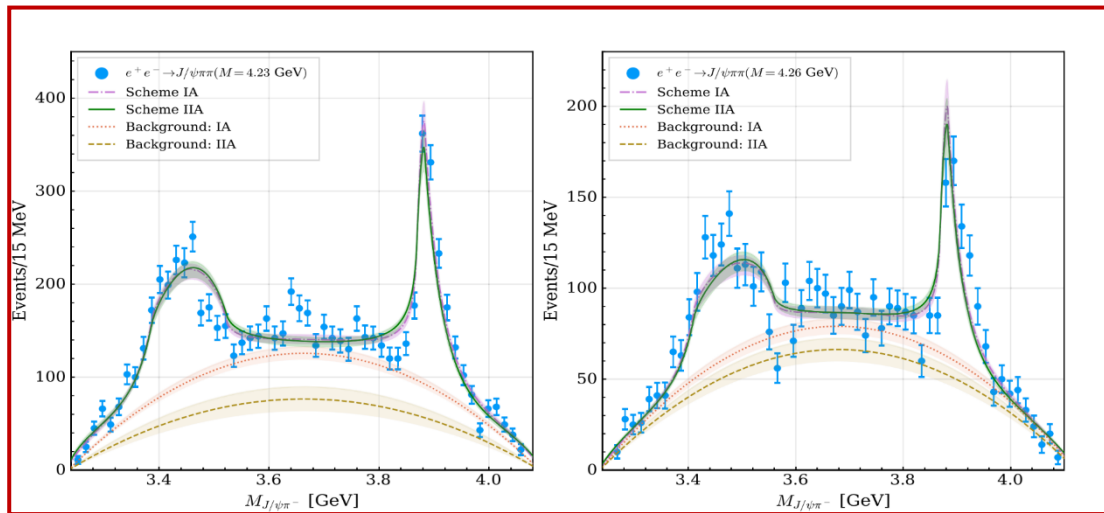 e⁺e⁻→J/ψππ(M=4.23 GeV)
Scheme IA
Scheme IIA
Background: IA
Background: IIA
Events/15 MeV
400
300
200
100
0
3.4
3.6
3.8
4.0
M_{J/ψπ⁻} [GeV]
e⁺e⁻→J/ψππ(M=4.26 GeV)
Scheme IA
Scheme IIA
Background: IA
Background: IIA
Events/15 MeV
200
150
100
50
0
3.4
3.6
3.8
4.0
M_{J/ψπ⁻} [GeV]